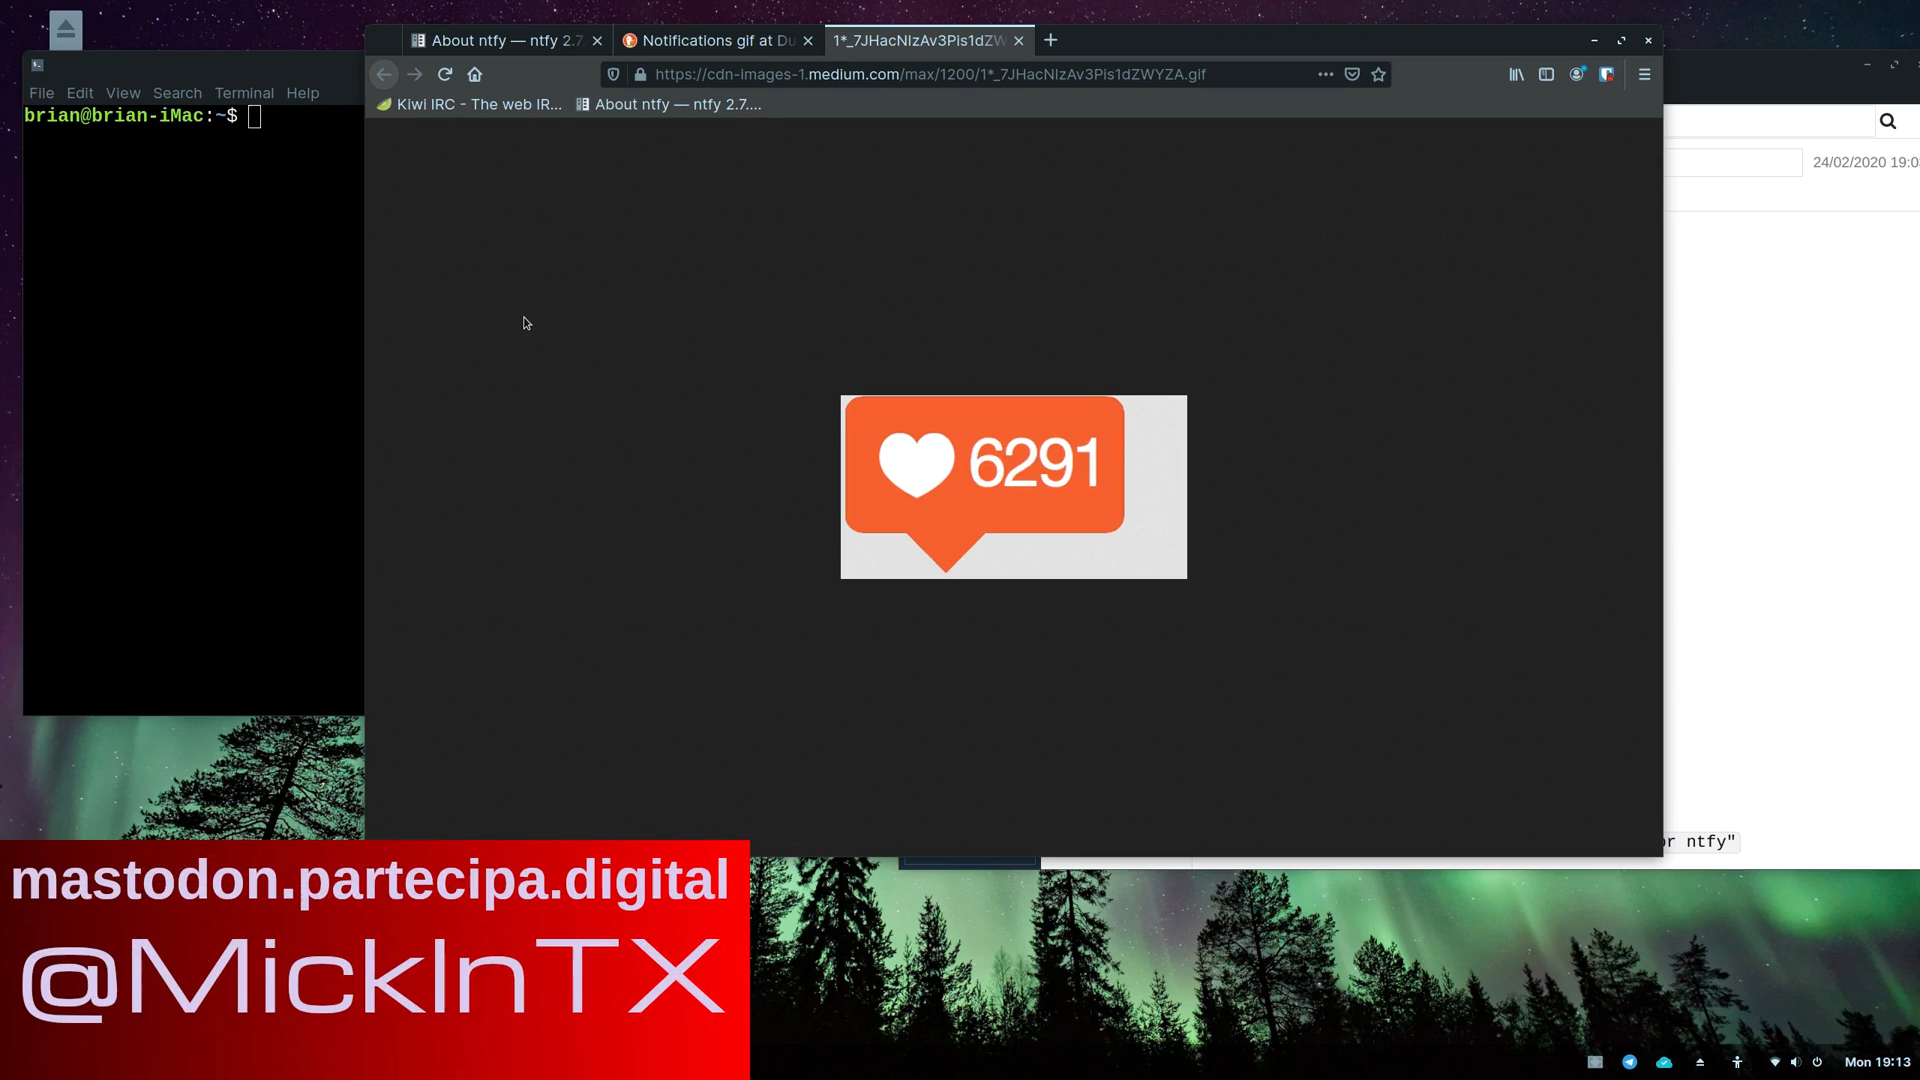 About ntfy — ntfy 2.7
Notifications gif at Du
1*_7JHacNIzAv3Pis1dZW
https://cdn-images-1.medium.com/max/1200/1*_7JHacNIzAv3Pis1dZWYZA.gif
Kiwi IRC - The web IR...
About ntfy — ntfy 2.7....
File Edit View Search Terminal Help
brian@brian-iMac:~$
24/02/2020 19:0
6291
or ntfy"
mastodon.partecipa.digital
@MickInTX
Mon 19:13